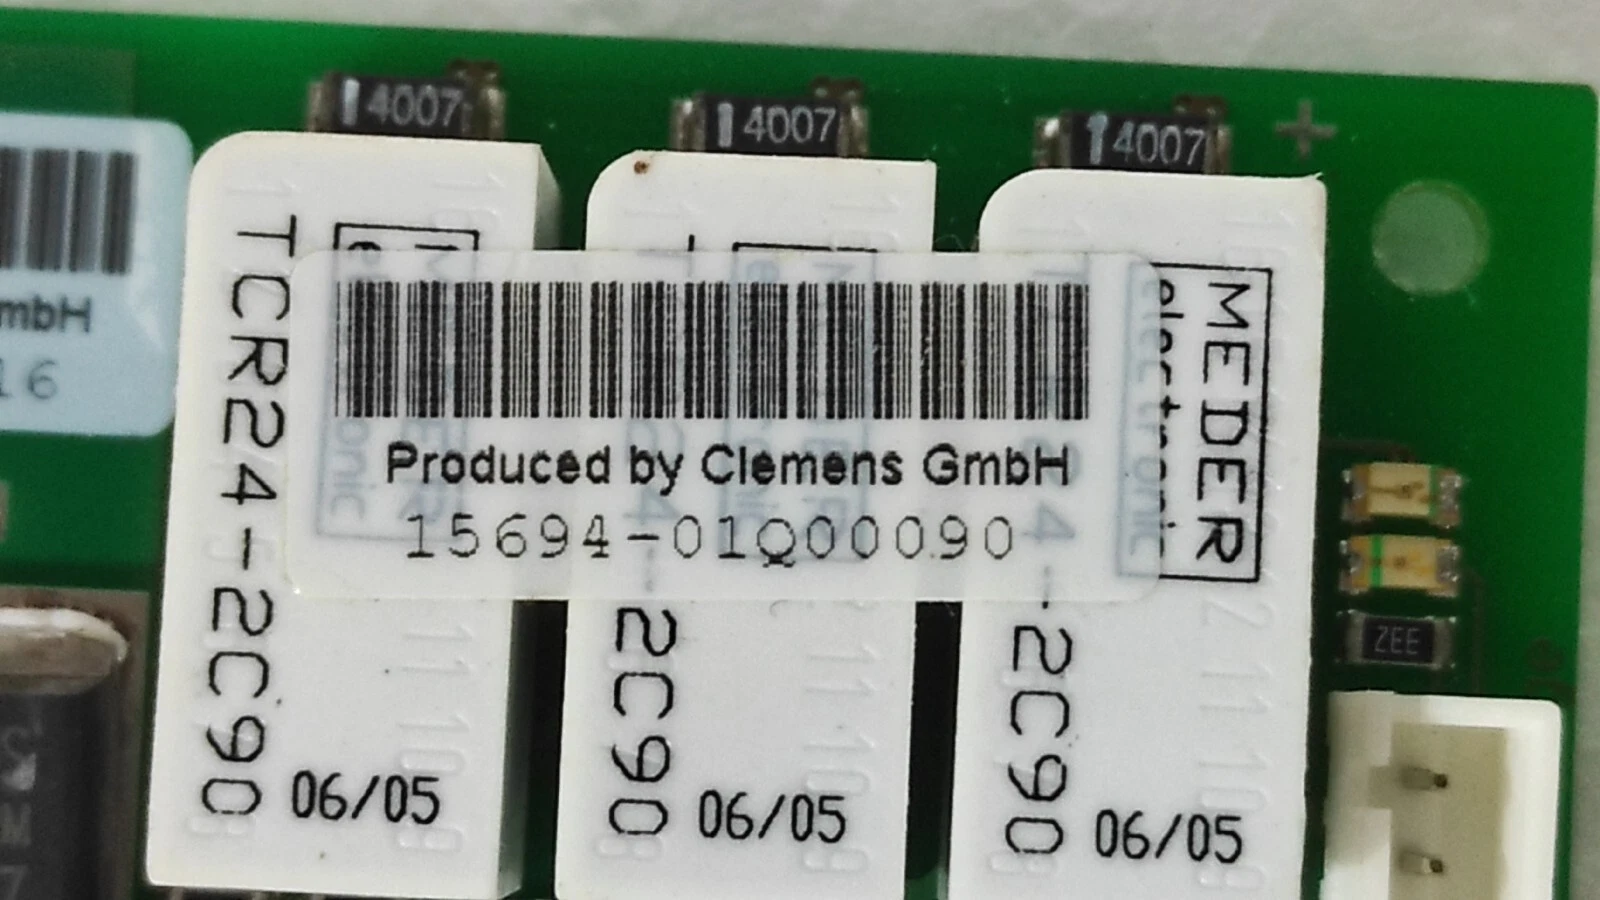 4007
4007
4007
mbH
16
TCR24-2C90
06/05
Produced by Clemens GmbH
15694-01Q00090
2C90
06/05
MEDER
electronic
-2C90
06/05
ZEE